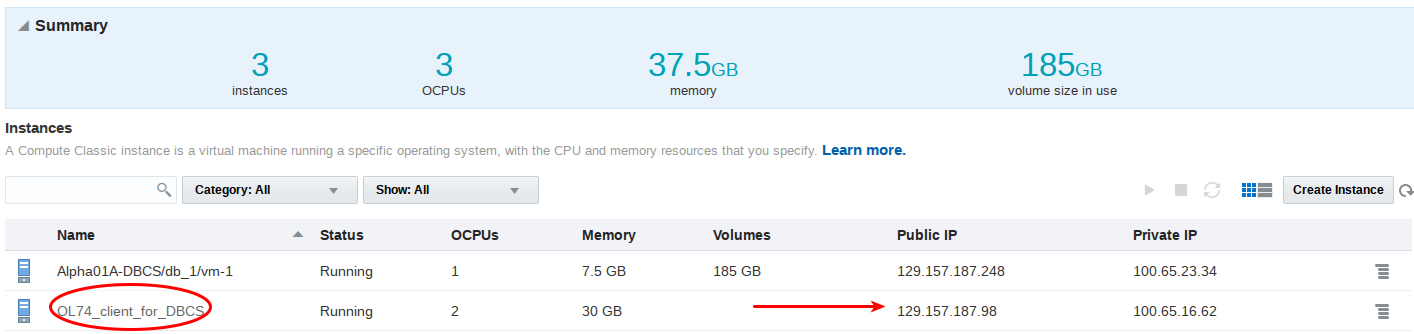 Summary
3 3 37.5GB 185GB
instances OCPUs memory volume size in use
Instances
A Compute Classic instance is a virtual machine running a specific operating system, with the CPU and memory resources that you specify. Learn more.
Category: All Show: All Create Instance
Name Status OCPUs Memory Volumes Public IP Private IP
Alpha01A-DBCS/db_1/vm-1 Running 1 7.5 GB 185 GB 129.157.187.248 100.65.23.34
OL74_client_for_DBCS Running 2 30 GB 129.157.187.98 100.65.16.62